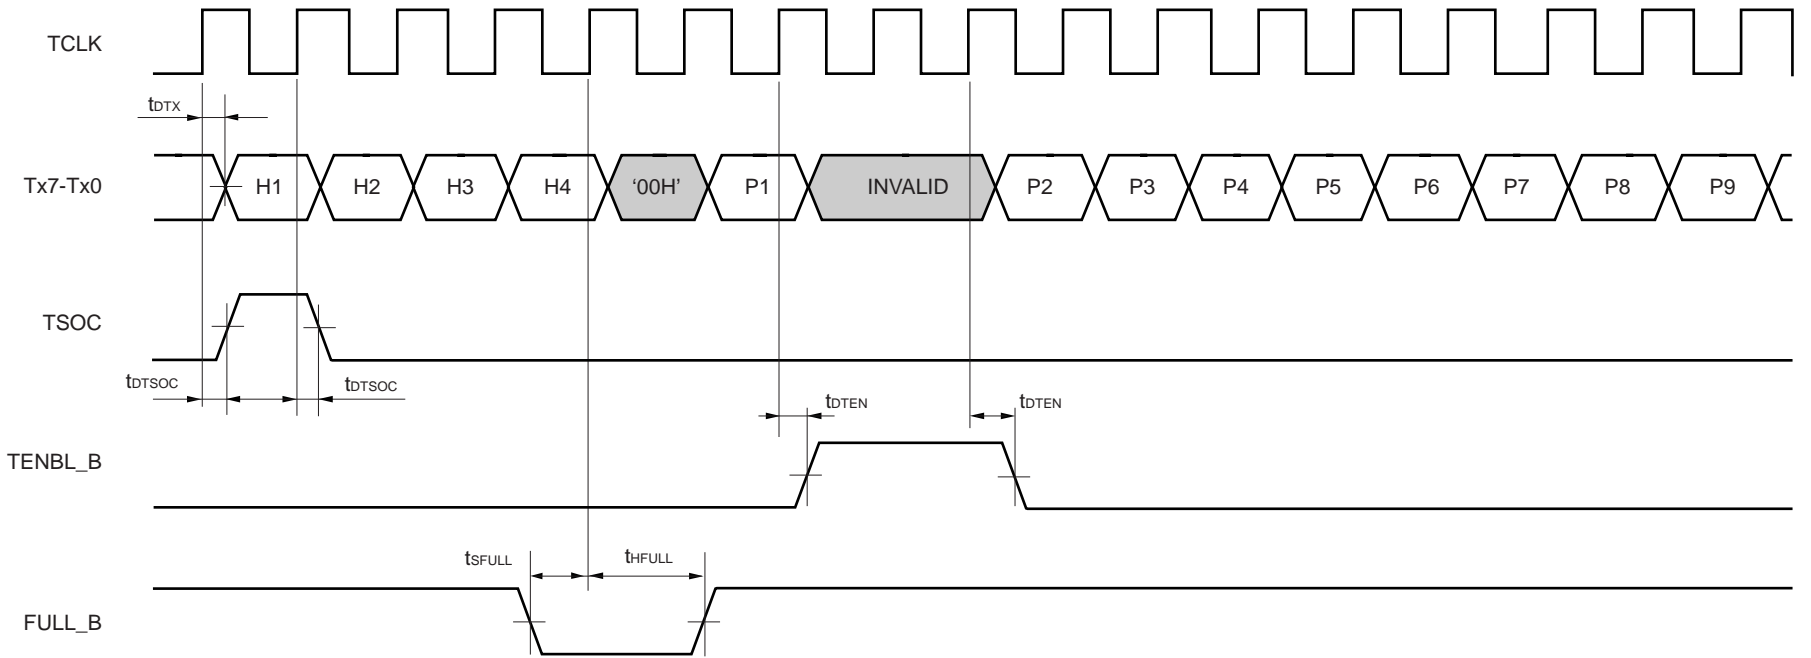 TCLK
tDTX
Tx7-Tx0 H1 H2 H3 H4 '00H' P1 INVALID P2 P3 P4 P5 P6 P7 P8 P9
TSOC
tDTSOC tDTSOC
tDTEN tDTEN
TENBL_B
tSFULL tHFULL
FULL_B